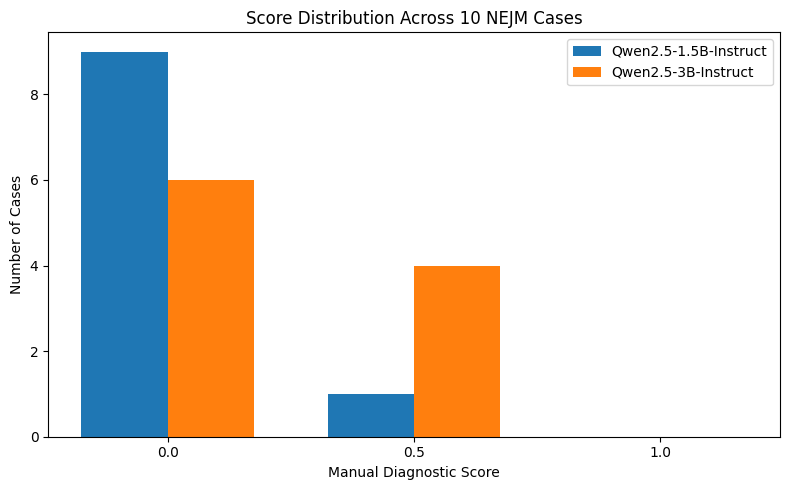 Score Distribution Across 10 NEJM Cases
Qwen2.5-1.5B-Instruct
Qwen2.5-3B-Instruct
Number of Cases
8
6
4
2
0
0.0 0.5 1.0
Manual Diagnostic Score